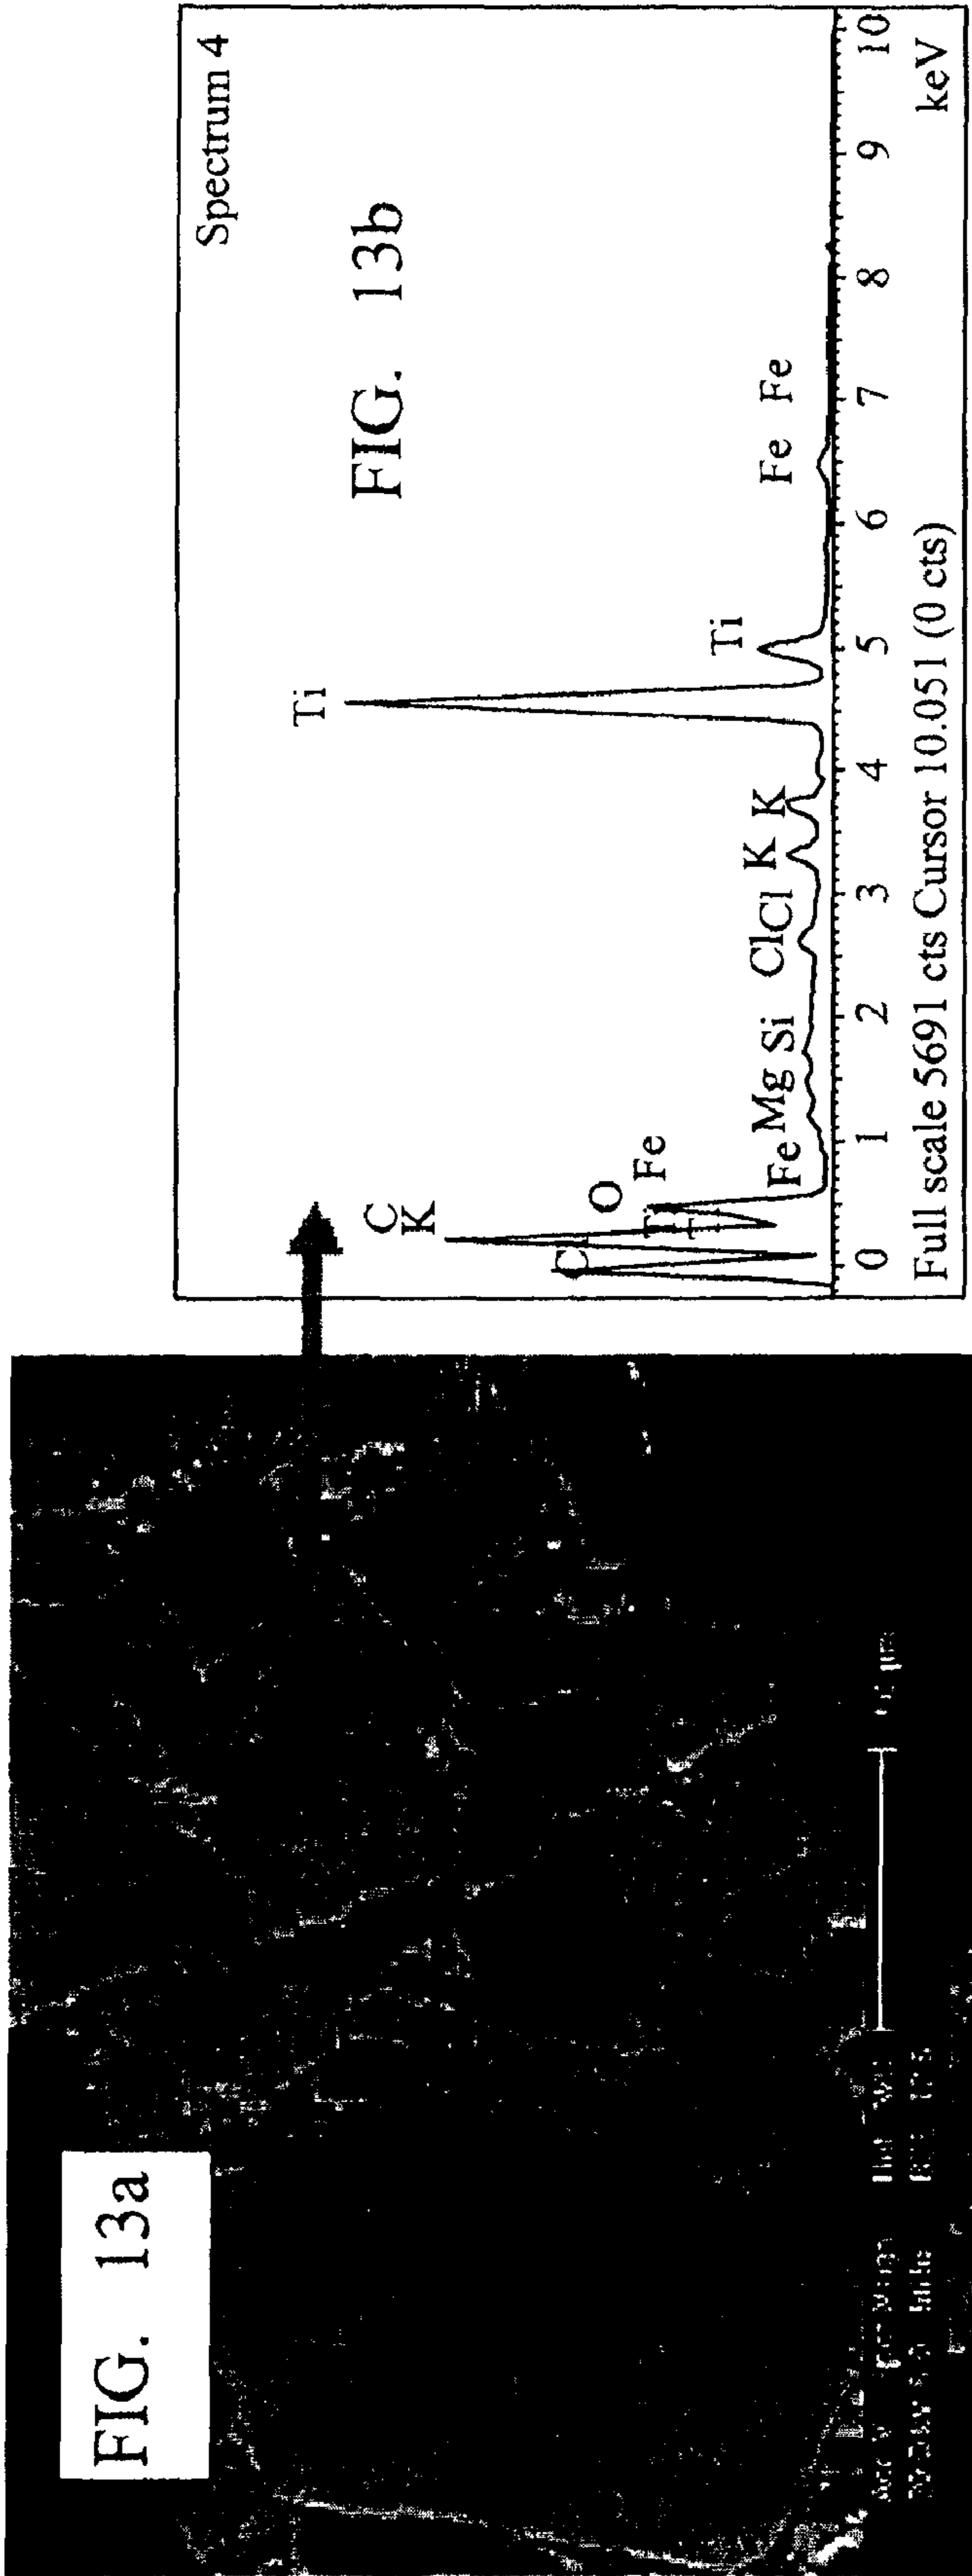 FIG. 13a
Spectrum 4
FIG. 13b
C
K
O
Fe
C
Ti
Ti
Fe
Mg
Si
Cl
Cl
K
K
Ti
Ti
Fe
Fe
0 1 2 3 4 5 6 7 8 9 10
Full scale 5691 cts Cursor 10.051 (0 cts)
keV